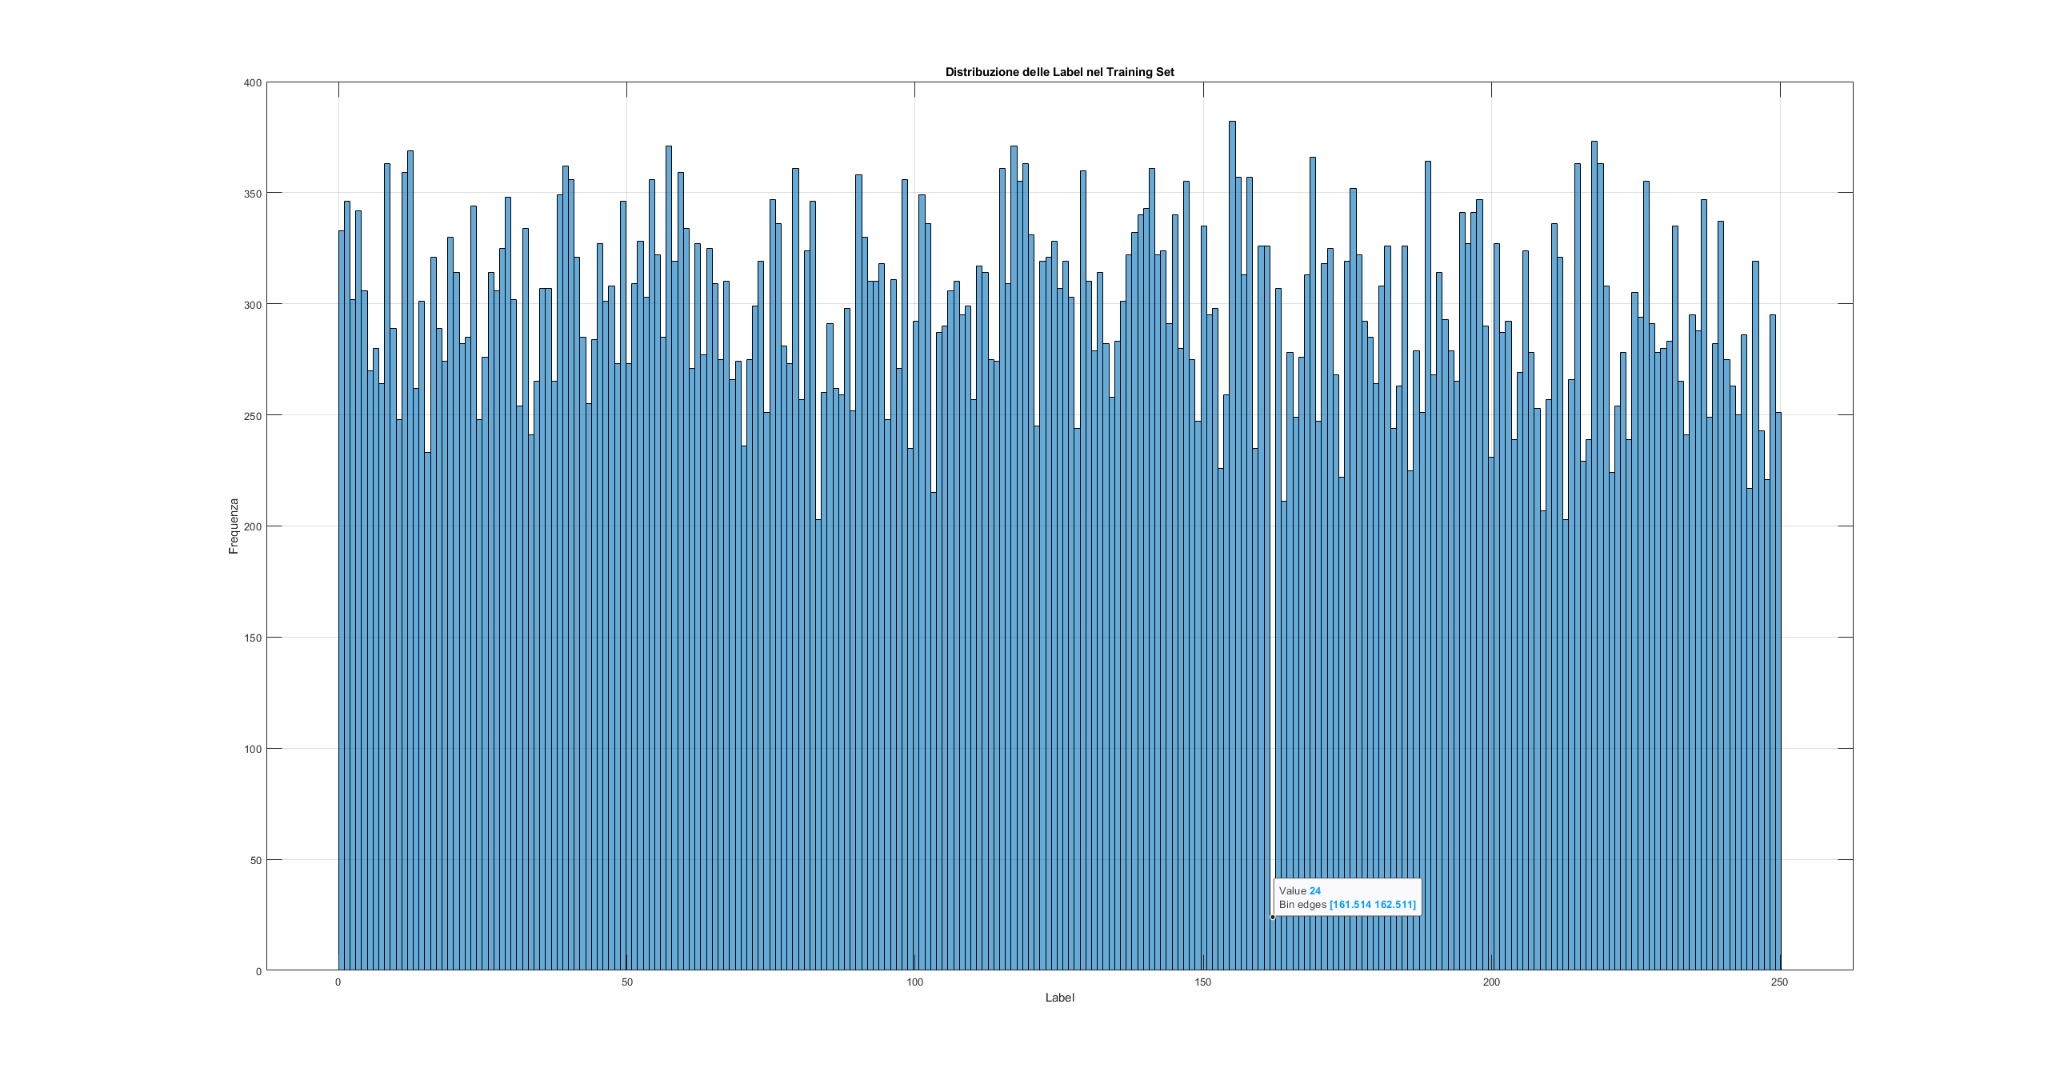 Distribuzione delle Label nel Training Set
400
350
300
250
200
150
100
50
0
Frequenza
Value 24
Bin edges [161.514 162.511]
0 50 100 150 200 250
Label